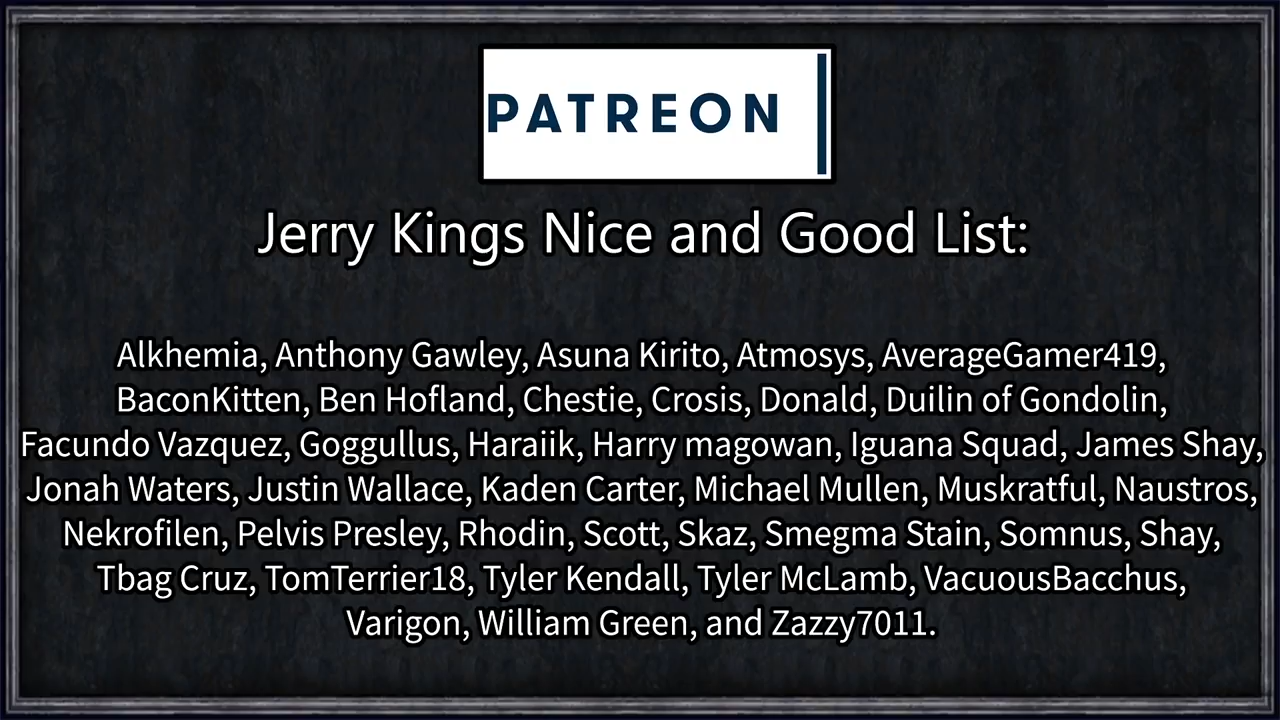 PATREON
Jerry Kings Nice and Good List:
Alkhemia, Anthony Gawley, Asuna Kirito, Atmosys, AverageGamer419,
BaconKitten, Ben Hofland, Chestie, Crosis, Donald, Duilin of Gondolin,
Facundo Vazquez, Goggullus, Haraiik, Harry magowan, Iguana Squad, James Shay,
Jonah Waters, Justin Wallace, Kaden Carter, Michael Mullen, Muskratful, Naustros,
Nekrofilen, Pelvis Presley, Rhodin, Scott, Skaz, Smegma Stain, Somnus, Shay,
Tbag Cruz, TomTerrier18, Tyler Kendall, Tyler McLamb, VacuousBacchus,
Varigon, William Green, and Zazzy7011.